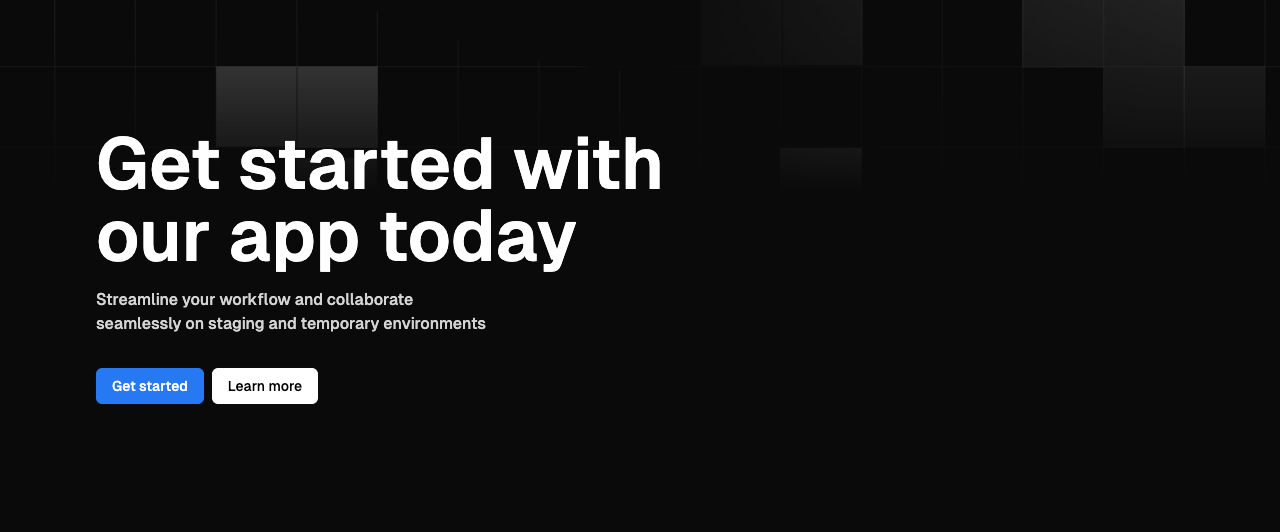 Get started with
our app today
Streamline your workflow and collaborate
seamlessly on staging and temporary environments
Get started
Learn more